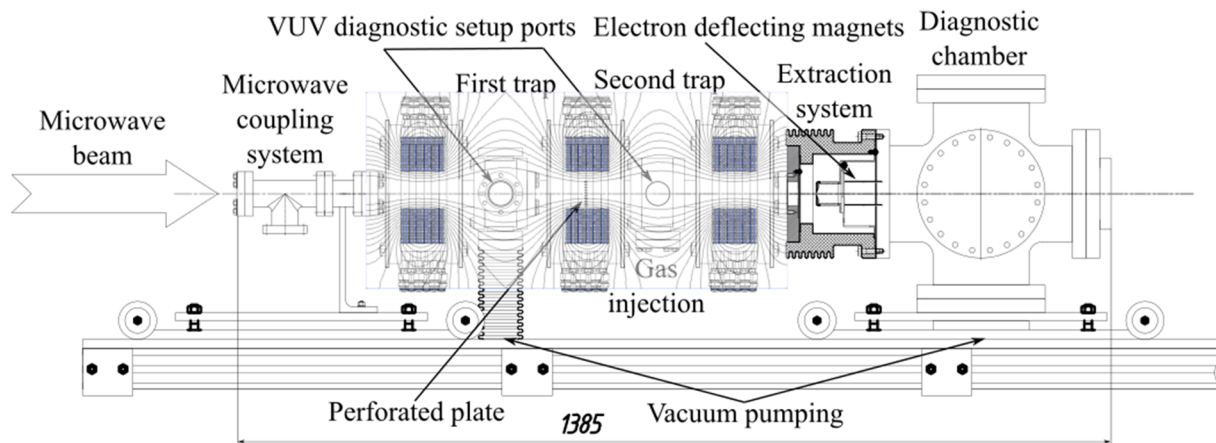 VUV diagnostic setup ports
Electron deflecting magnets
Diagnostic
chamber
First trap
Second trap
Extraction
system
Microwave
coupling
system
Microwave
beam
Gas
injection
Perforated plate
Vacuum pumping
1385